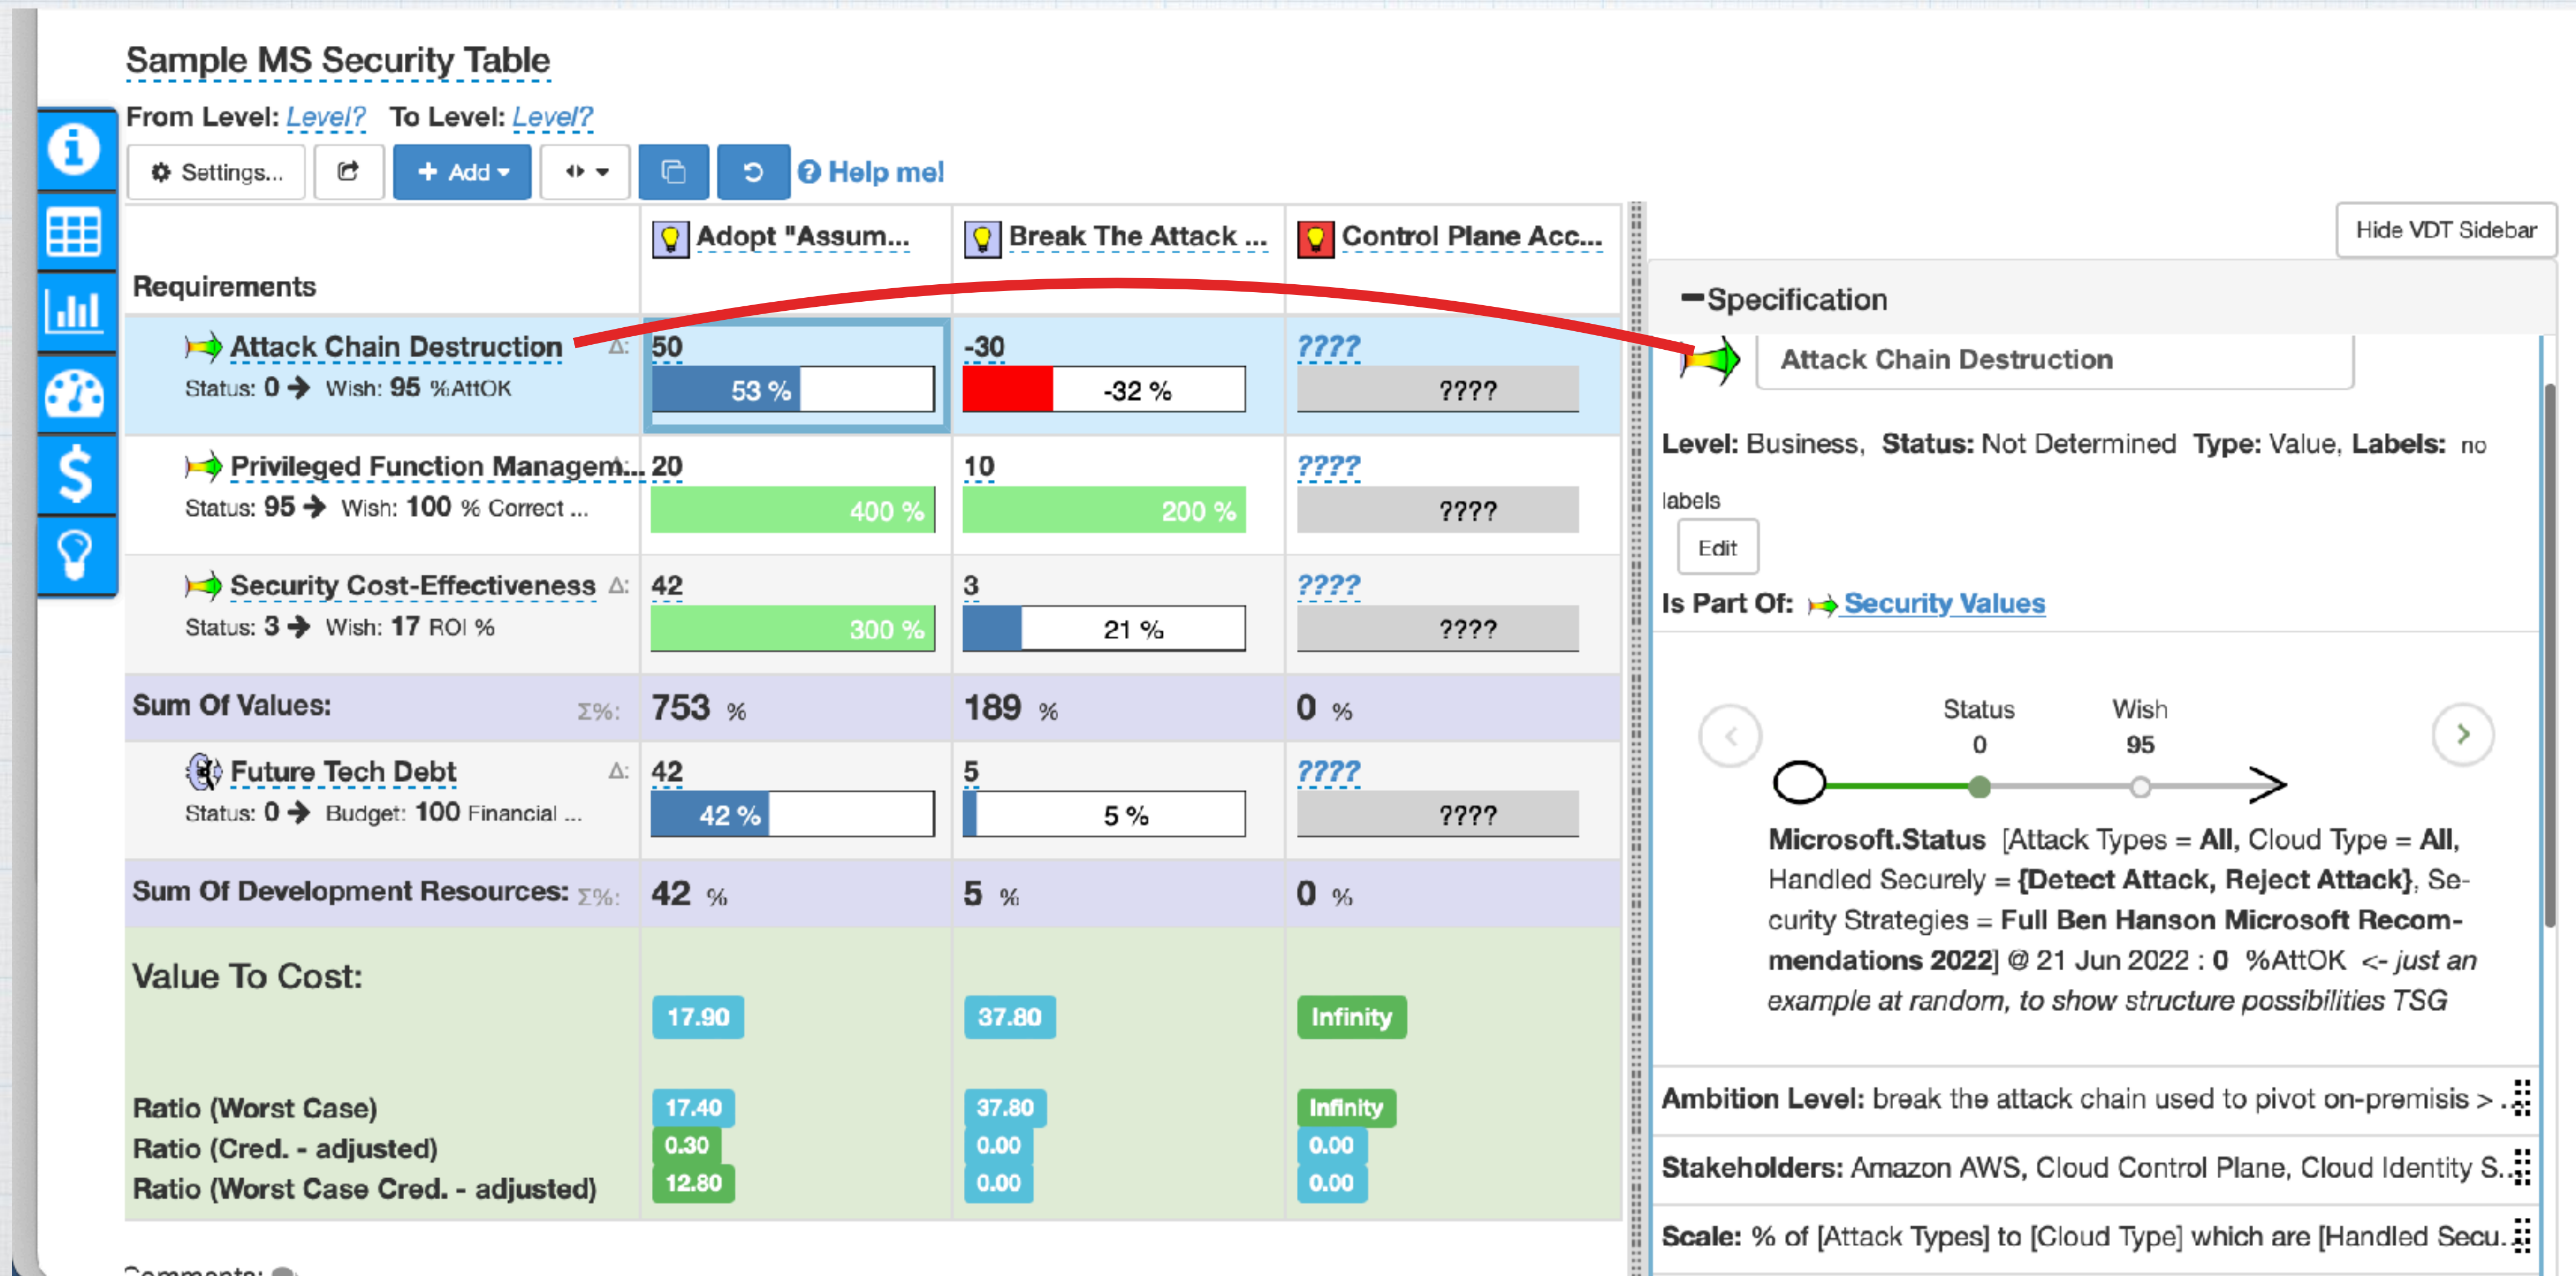 Sample MS Security Table
From Level: Level? To Level: Level?
Settings... Add Help me!
Requirements
Adopt "Assum...
Break The Attack ...
Control Plane Acc...
Attack Chain Destruction Δ: 50 -30 ????
Status: 0 ➔ Wish: 95 %AttOK 53 % -32 % ????
Privileged Function Managem... 20 10 ????
Status: 95 ➔ Wish: 100 % Correct ... 400 % 200 % ????
Security Cost-Effectiveness Δ: 42 3 ????
Status: 3 ➔ Wish: 17 ROI % 300 % 21 % ????
Sum Of Values: Σ%: 753 % 189 % 0 %
Future Tech Debt Δ: 42 5 ????
Status: 0 ➔ Budget: 100 Financial ... 42 % 5 % ????
Sum Of Development Resources: Σ%: 42 % 5 % 0 %
Value To Cost:
17.90 37.80 Infinity
Ratio (Worst Case) 17.40 37.80 Infinity
Ratio (Cred. - adjusted) 0.30 0.00 0.00
Ratio (Worst Case Cred. - adjusted) 12.80 0.00 0.00
Comments:
Hide VDT Sidebar
Specification
Attack Chain Destruction
Level: Business, Status: Not Determined Type: Value, Labels: no
labels
Edit
Is Part Of: Security Values
Status Wish
0 95
Microsoft.Status [Attack Types = All, Cloud Type = All,
Handled Securely = {Detect Attack, Reject Attack}, Se-
curity Strategies = Full Ben Hanson Microsoft Recom-
mendations 2022] @ 21 Jun 2022 : 0 %AttOK <- just an
example at random, to show structure possibilities TSG
Ambition Level: break the attack chain used to pivot on-premisis > ...
Stakeholders: Amazon AWS, Cloud Control Plane, Cloud Identity S...
Scale: % of [Attack Types] to [Cloud Type] which are [Handled Secu...